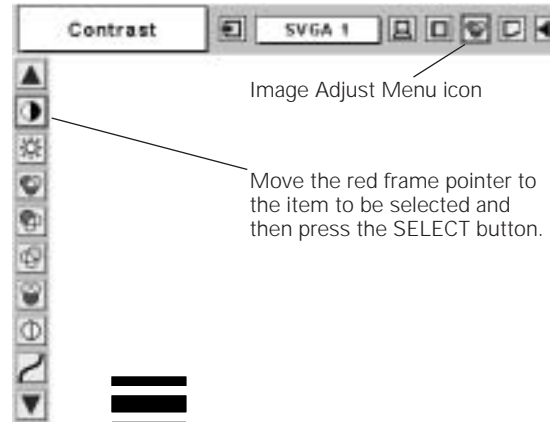 Contrast
SVGA 1
Image Adjust Menu icon
Move the red frame pointer to
the item to be selected and
then press the SELECT button.